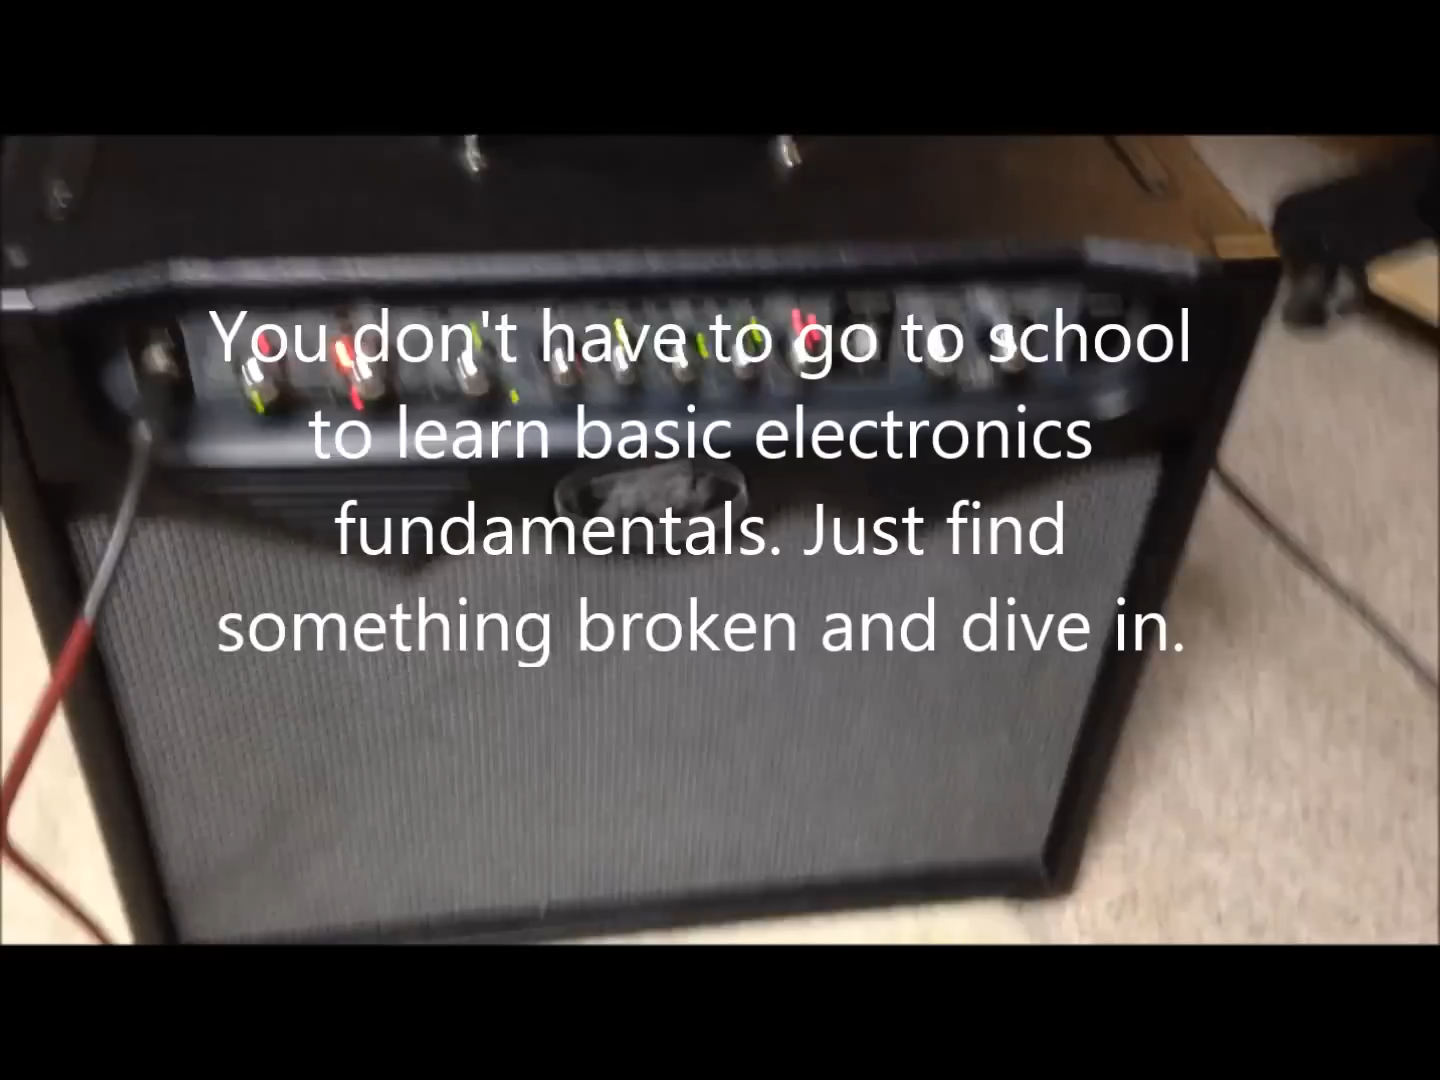 You don't have to go to school
to learn basic electronics
fundamentals. Just find
something broken and dive in.